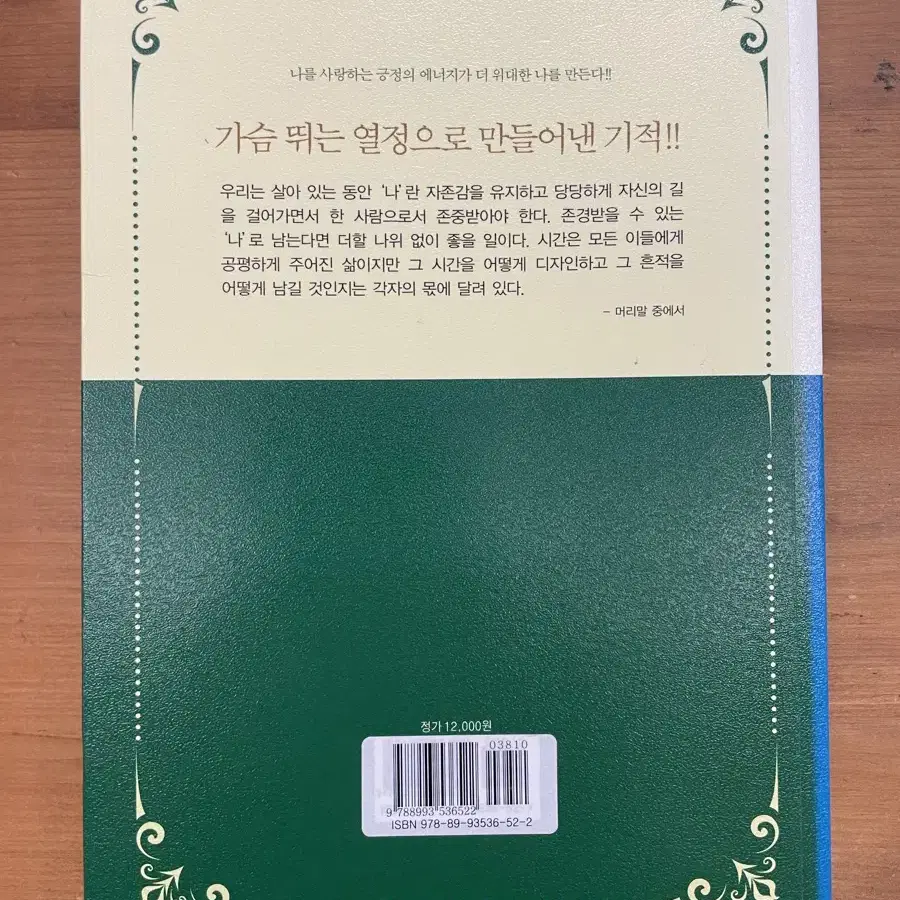 나를 사랑하는 긍정의 에너지가 더 위대한 나를 만든다!!
가슴 뛰는 열정으로 만들어낸 기적!!
우리는 살아 있는 동안 '나'란 자존감을 유지하고 당당하게 자신의 길
을 걸어가면서 한 사람으로서 존중받아야 한다. 존경받을 수 있는
'나'로 남는다면 더할 나위 없이 좋을 일이다. 시간은 모든 이들에게
공평하게 주어진 삶이지만 그 시간을 어떻게 디자인하고 그 흔적을
어떻게 남길 것인지는 각자의 몫에 달려 있다.
- 머리말 중에서
정가 12,000원
03810
9 788993 536522
ISBN 978-89-93536-52-2